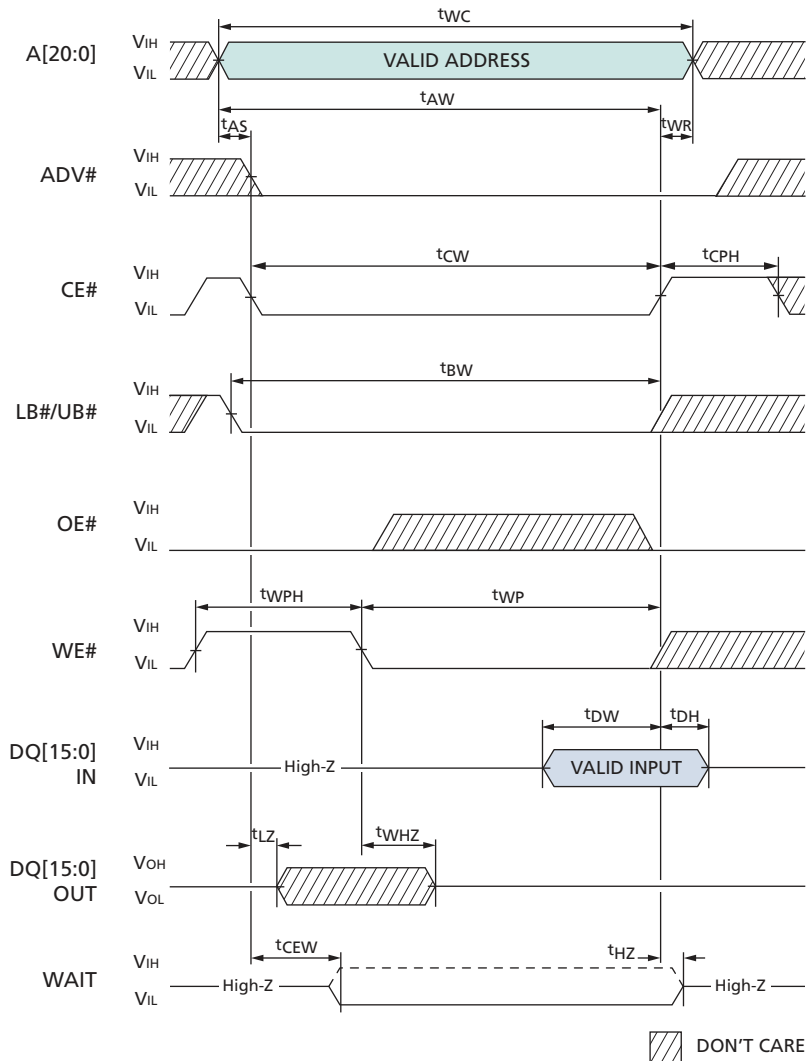 tWC
A[20:0] VIH VIL VALID ADDRESS
tAW
tAS tWR
ADV# VIH VIL
tCW tCPH
CE# VIH VIL
tBW
LB#/UB# VIH VIL
OE# VIH VIL
tWPH tWP
WE# VIH VIL
tDW tDH
DQ[15:0] IN VIH VIL High-Z VALID INPUT
tLZ tWHZ
DQ[15:0] OUT VOH VOL
tCEW tHZ
WAIT VIH VIL High-Z High-Z
DON'T CARE